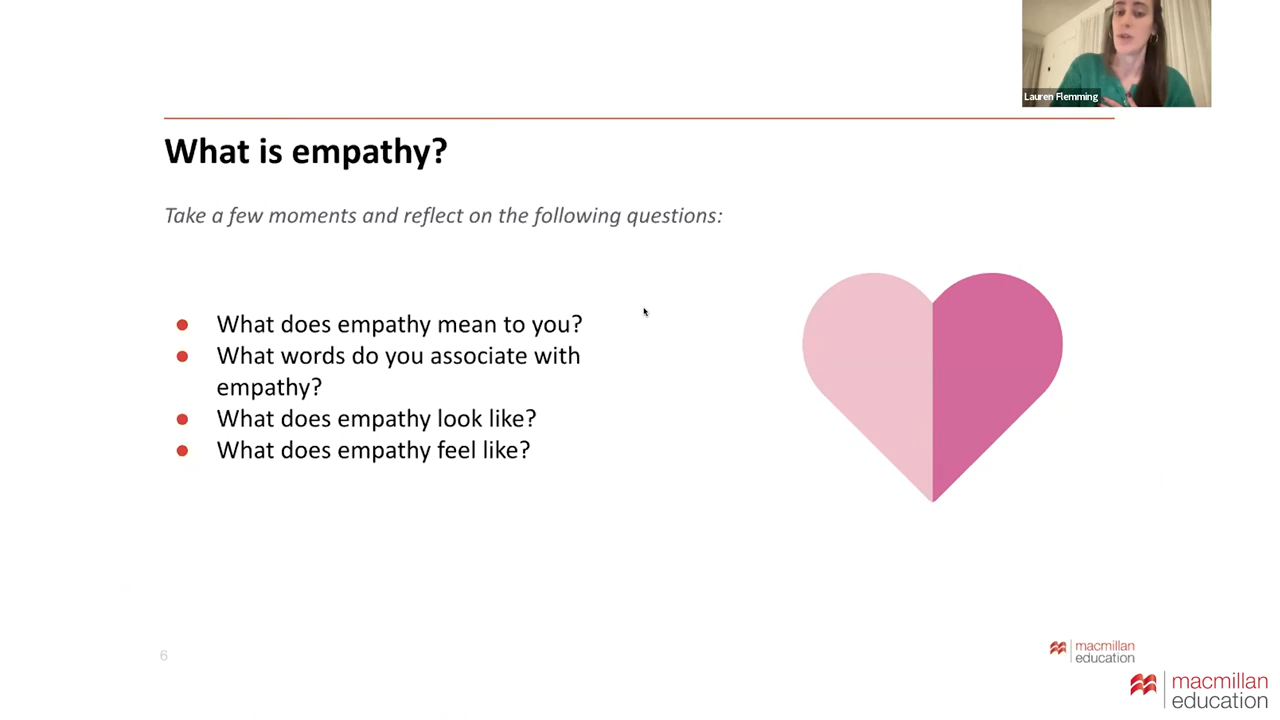 Lauren Flemming
What is empathy?
Take a few moments and reflect on the following questions:
● What does empathy mean to you?
● What words do you associate with
empathy?
● What does empathy look like?
● What does empathy feel like?
6
macmillan
education
macmillan
education